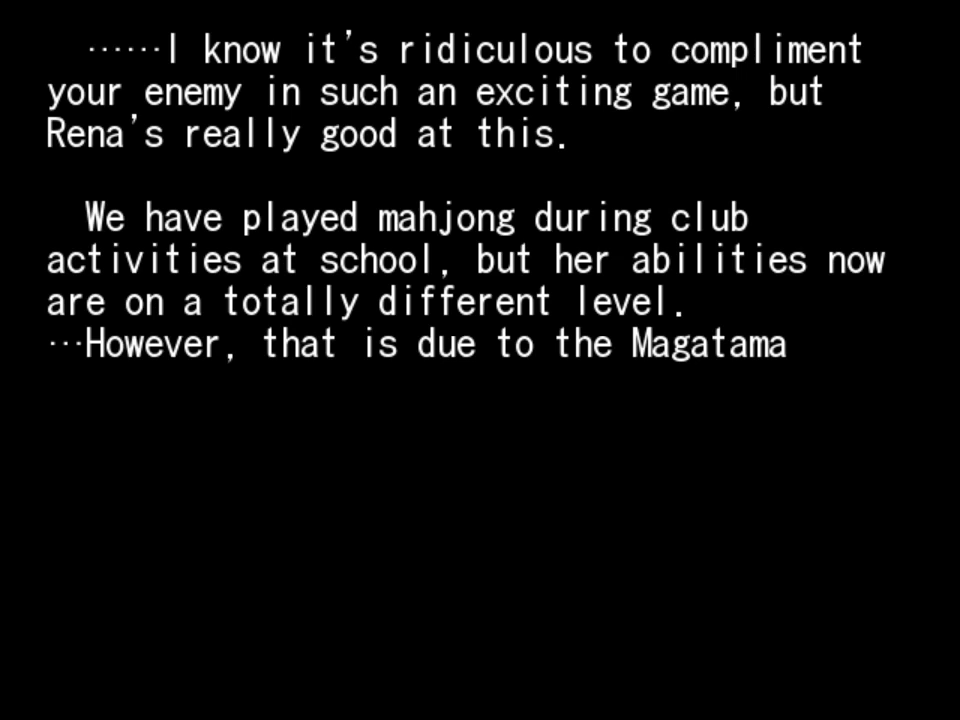 ……I know it's ridiculous to compliment
your enemy in such an exciting game, but
Rena's really good at this.
We have played mahjong during club
activities at school, but her abilities now
are on a totally different level.
…However, that is due to the Magatama